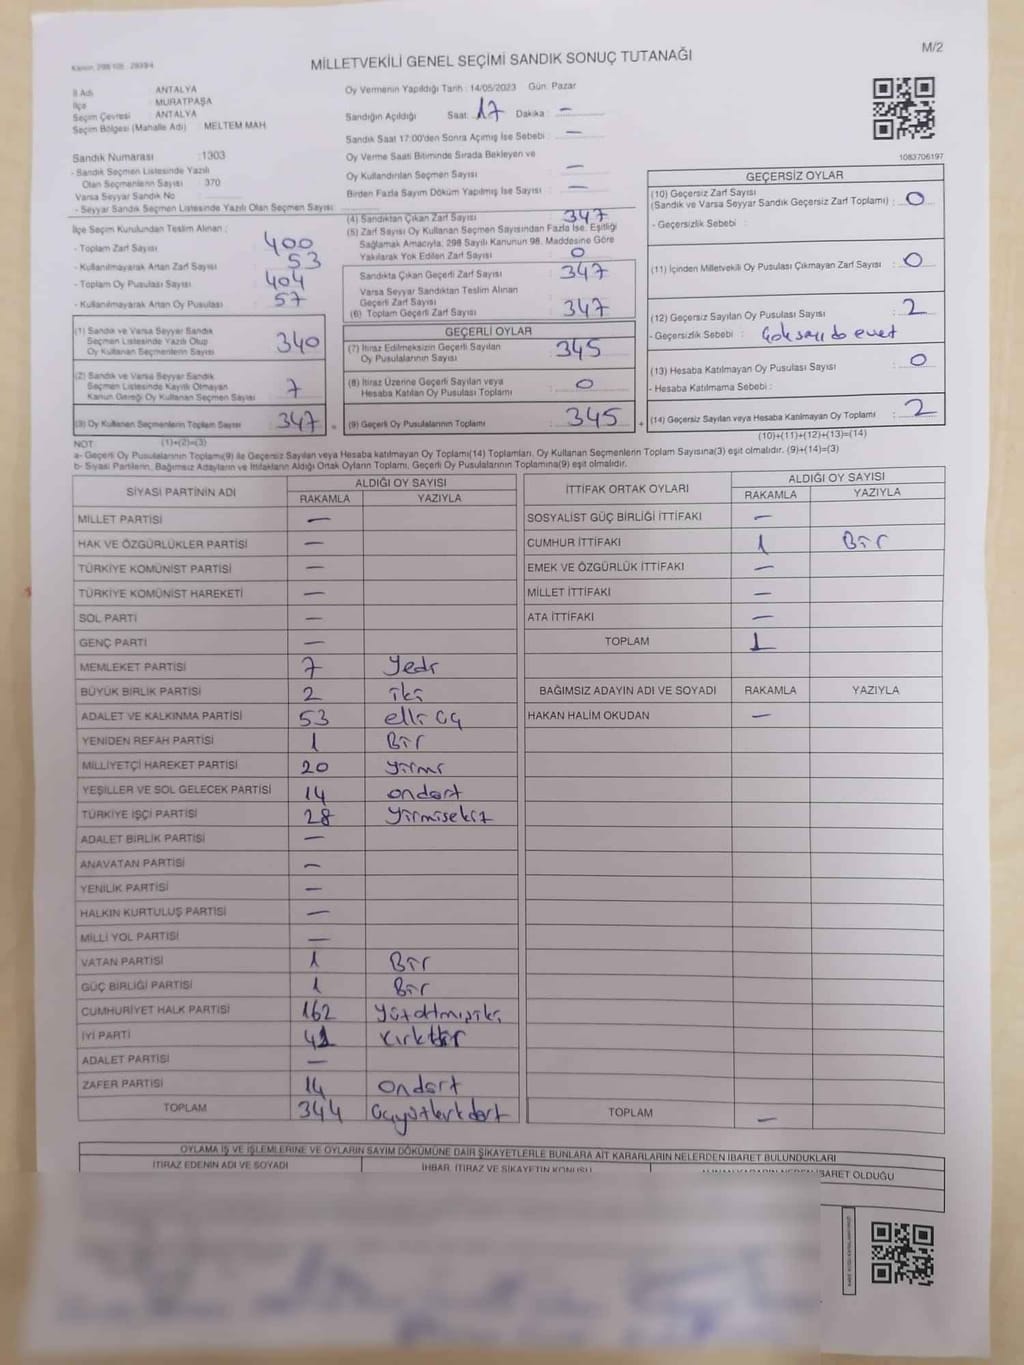 M/2
MİLLETVEKİLİ GENEL SEÇİMİ SANDIK SONUÇ TUTANAĞI
İl Adı : ANTALYA
İlçe : MURATPAŞA
Seçim Çevresi : ANTALYA
Seçim Bölgesi (Mahalle Adı) : MELTEM MAH
Sandık Numarası : 1303
- Sandık Seçmen Listesinde Yazılı
Olan Seçmenlerin Sayısı : 370
Varsa Seyyar Sandık No
- Seyyar Sandık Seçmen Listesinde Yazılı Olan Seçmen Sayısı :
Oy Vermenin Yapıldığı Tarih : 14/05/2023 Gün: Pazar
Sandığın Açıldığı Saat: 17 Dakika : —
Sandık Saat 17:00'den Sonra Açımış İse Sebebi : —
Oy Verme Saati Bitiminde Sırada Bekleyen ve
Oy Kullandırılan Seçmen Sayısı : —
Birden Fazla Sayım Döküm Yapılmış İse Sayısı : —
1083706197
İlçe Seçim Kurulundan Teslim Alınan :
- Toplam Zarf Sayısı : 400
- Kullanılmayarak Artan Zarf Sayısı : 53
- Toplam Oy Pusulası Sayısı : 404
- Kullanılmayarak Artan Oy Pusulası : 57
(1) Sandık ve Varsa Seyyar Sandık
Seçmen Listesinde Yazılı Olup
Oy Kullanan Seçmenlerin Sayısı : 340
(2) Sandık ve Varsa Seyyar Sandık
Seçmen Listesinde Kayıtlı Olmayan
Kanun Gereği Oy Kullanan Seçmen Sayısı : 7
(3) Oy Kullanan Seçmenlerin Toplam Sayısı : 347
(4) Sandıktan Çıkan Zarf Sayısı : 347
(5) Zarf Sayısı Oy Kullanan Seçmen Sayısından Fazla İse, Eşitliği
Sağlamak Amacıyla, 298 Sayılı Kanunun 98. Maddesine Göre
Yakılarak Yok Edilen Zarf Sayısı : 0
Sandıkta Çıkan Geçerli Zarf Sayısı : 347
Varsa Seyyar Sandıktan Teslim Alınan
Geçerli Zarf Sayısı
(6) Toplam Geçerli Zarf Sayısı : 347
GEÇERLİ OYLAR
(7) İtiraz Edilmeksizin Geçerli Sayılan
Oy Pusulalarının Sayısı : 345
(8) İtiraz Üzerine Geçerli Sayılan veya
Hesaba Katılan Oy Pusulası Toplamı : 0
(9) Geçerli Oy Pusulalarının Toplamı : 345
GEÇERSİZ OYLAR
(10) Geçersiz Zarf Sayısı
(Sandık ve Varsa Seyyar Sandık Geçersiz Zarf Toplamı) : 0
- Geçersizlik Sebebi :
(11) İçinden Milletvekili Oy Pusulası Çıkmayan Zarf Sayısı : 0
(12) Geçersiz Sayılan Oy Pusulası Sayısı : 2
- Geçersizlik Sebebi : Çok sayıda evet
(13) Hesaba Katılmayan Oy Pusulası Sayısı : 0
- Hesaba Katılmama Sebebi :
(14) Geçersiz Sayılan veya Hesaba Katılmayan Oy Toplamı : 2
NOT: (1)+(2)=(3)
(10)+(11)+(12)+(13)=(14)
a- Geçerli Oy Pusulalarının Toplamı(9) ile Geçersiz Sayılan veya Hesaba katılmayan Oy Toplamı(14) Toplamları, Oy Kullanan Seçmenlerin Toplam Sayısına(3) eşit olmalıdır. (9)+(14)=(3)
b- Siyasi Partilerin, Bağımsız Adayların ve İttifakların Aldığı Ortak Oyların Toplamı, Geçerli Oy Pusulalarının Toplamına(9) eşit olmalıdır.
SİYASİ PARTİNİN ADI ALDIĞI OY SAYISI
RAKAMLA YAZIYLA
MİLLET PARTİSİ —
HAK VE ÖZGÜRLÜKLER PARTİSİ —
TÜRKİYE KOMÜNİST PARTİSİ —
TÜRKİYE KOMÜNİST HAREKETİ —
SOL PARTİ —
GENÇ PARTİ —
MEMLEKET PARTİSİ 7 Yedi
BÜYÜK BİRLİK PARTİSİ 2 iki
ADALET VE KALKINMA PARTİSİ 53 elli üç
YENİDEN REFAH PARTİSİ 1 Bir
MİLLİYETÇİ HAREKET PARTİSİ 20 yirmi
YEŞİLLER VE SOL GELECEK PARTİSİ 14 ondört
TÜRKİYE İŞÇİ PARTİSİ 28 yirmisekiz
ADALET BİRLİK PARTİSİ —
ANAVATAN PARTİSİ —
YENİLİK PARTİSİ —
HALKIN KURTULUŞ PARTİSİ —
MİLLİ YOL PARTİSİ —
VATAN PARTİSİ 1 Bir
GÜÇ BİRLİĞİ PARTİSİ 1 Bir
CUMHURİYET HALK PARTİSİ 162 yüzaltmışiki
İYİ PARTİ 41 kırkbir
ADALET PARTİSİ —
ZAFER PARTİSİ 14 ondört
TOPLAM 344 üçyüzkırkdört
İTTİFAK ORTAK OYLARI ALDIĞI OY SAYISI
RAKAMLA YAZIYLA
SOSYALİST GÜÇ BİRLİĞİ İTTİFAKI —
CUMHUR İTTİFAKI 1 Bir
EMEK VE ÖZGÜRLÜK İTTİFAKI —
MİLLET İTTİFAKI —
ATA İTTİFAKI —
TOPLAM 1
BAĞIMSIZ ADAYIN ADI VE SOYADI RAKAMLA YAZIYLA
HAKAN HALİM OKUDAN —
TOPLAM —
OYLAMA İŞ VE İŞLEMLERİNE VE OYLARIN SAYIM DÖKÜMÜNE DAİR ŞİKAYETLERLE BUNLARA AİT KARARLARIN NELERDEN İBARET BULUNDUKLARI
İTİRAZ EDENİN ADI VE SOYADI
İHBAR, İTİRAZ VE ŞİKAYETİN KONUSU
İBARET OLDUĞU